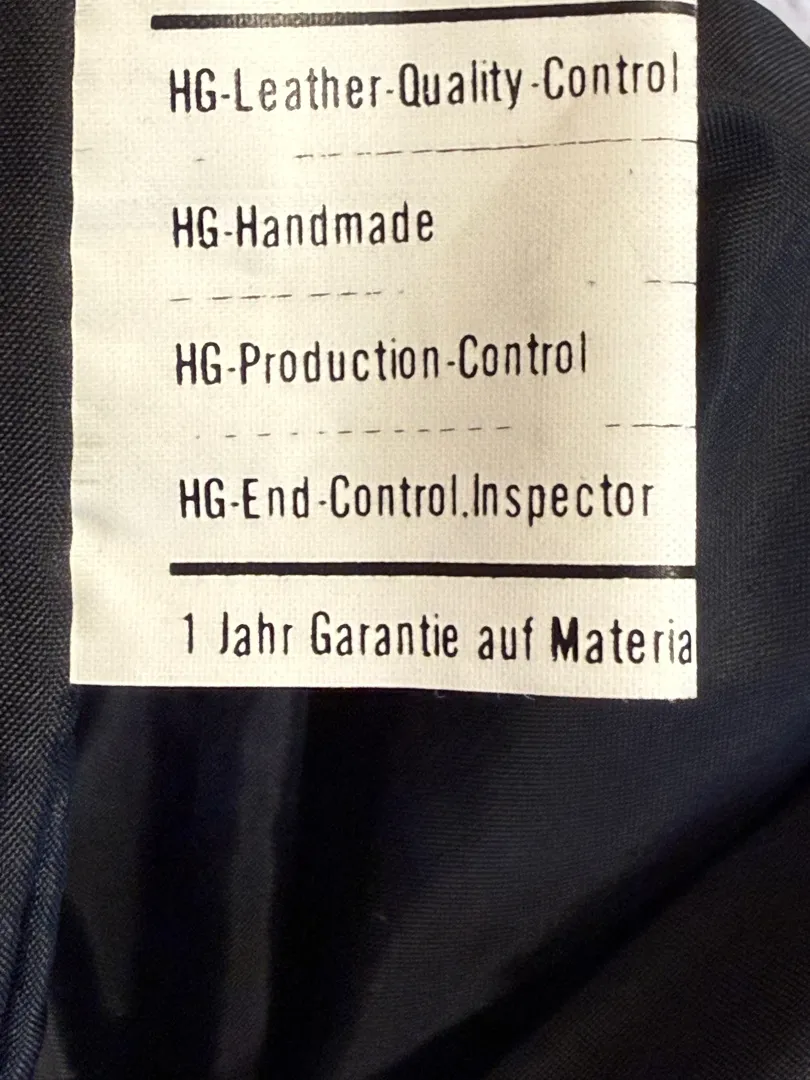 HG-Leather-Quality-Control
HG-Handmade
HG-Production-Control
HG-End-Control.Inspector
1 Jahr Garantie auf Materia